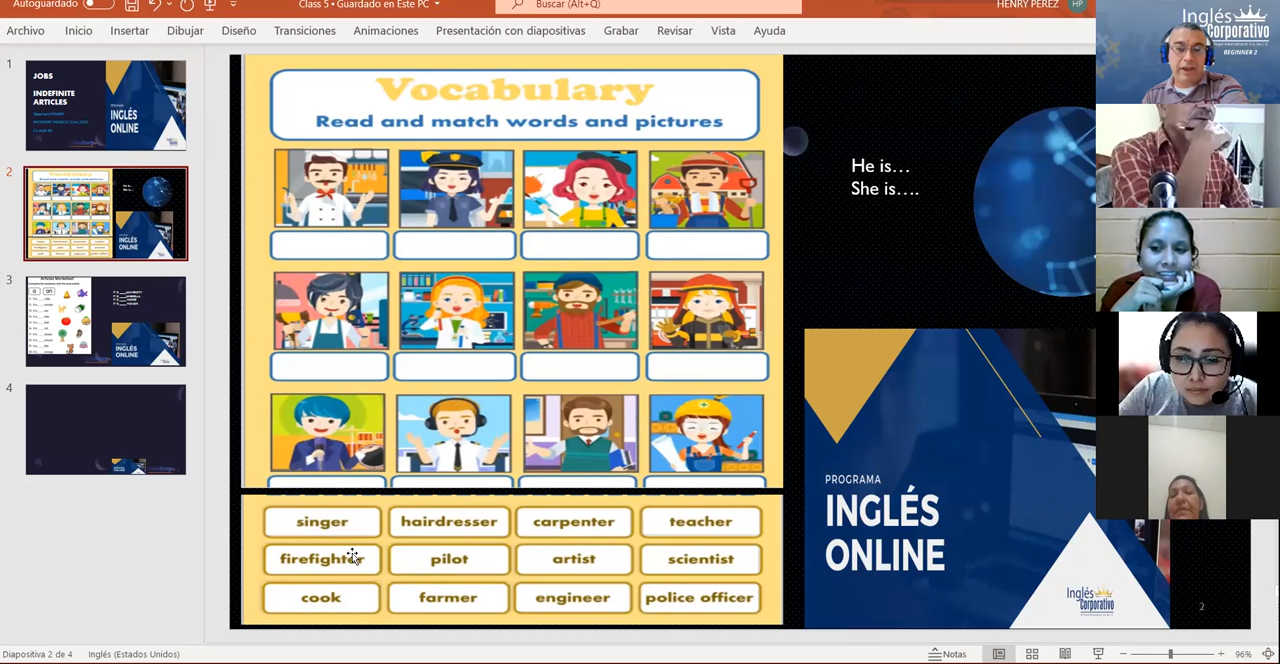 Autoguardado
Class 5 • Guardado en Este PC
Buscar (Alt+Q)
HENRY PEREZ
HP
Archivo Inicio Insertar Dibujar Diseño Transiciones Animaciones Presentación con diapositivas Grabar Revisar Vista Ayuda
1
JOBS
INDEFINITE
ARTICLES
PROGRAMA
INGLÉS
ONLINE
2
3
4
Vocabulary
Read and match words and pictures
He is…
She is….
singer hairdresser carpenter teacher
firefighter pilot artist scientist
cook farmer engineer police officer
PROGRAMA
INGLÉS
ONLINE
Inglés
Corporativo
2
Inglés
Corporativo
BEGINNER 2
Diapositiva 2 de 4 Inglés (Estados Unidos) Notas 96%